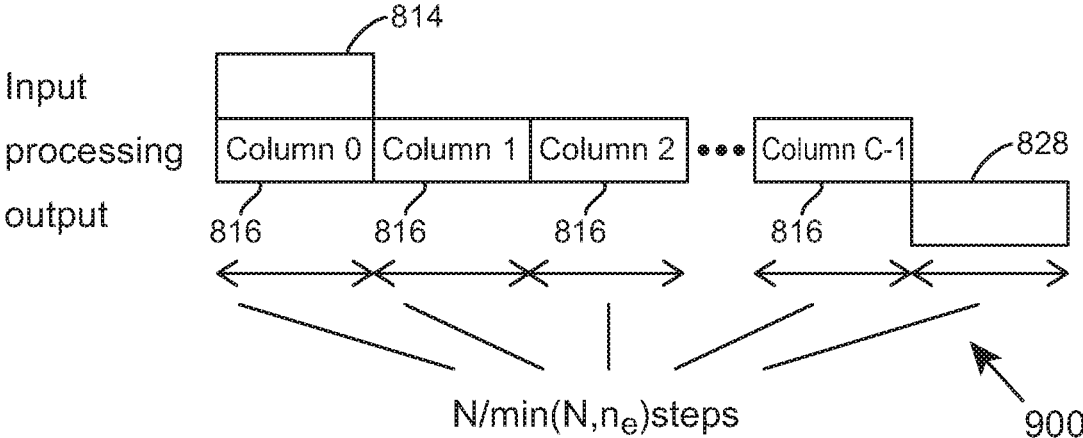 814
Input
processing Column 0 Column 1 Column 2 ••• Column C-1 828
output 816 816 816 816
N/min(N,nₑ)steps
900